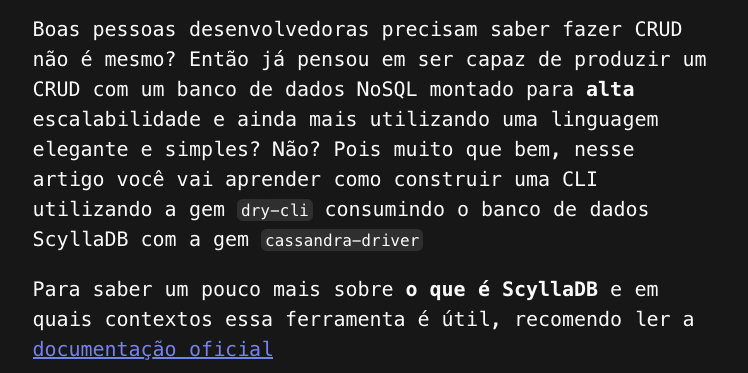 Boas pessoas desenvolvedoras precisam saber fazer CRUD
não é mesmo? Então já pensou em ser capaz de produzir um
CRUD com um banco de dados NoSQL montado para alta
escalabilidade e ainda mais utilizando uma linguagem
elegante e simples? Não? Pois muito que bem, nesse
artigo você vai aprender como construir uma CLI
utilizando a gem dry-cli consumindo o banco de dados
ScyllaDB com a gem cassandra-driver
Para saber um pouco mais sobre o que é ScyllaDB e em
quais contextos essa ferramenta é útil, recomendo ler a
documentação oficial